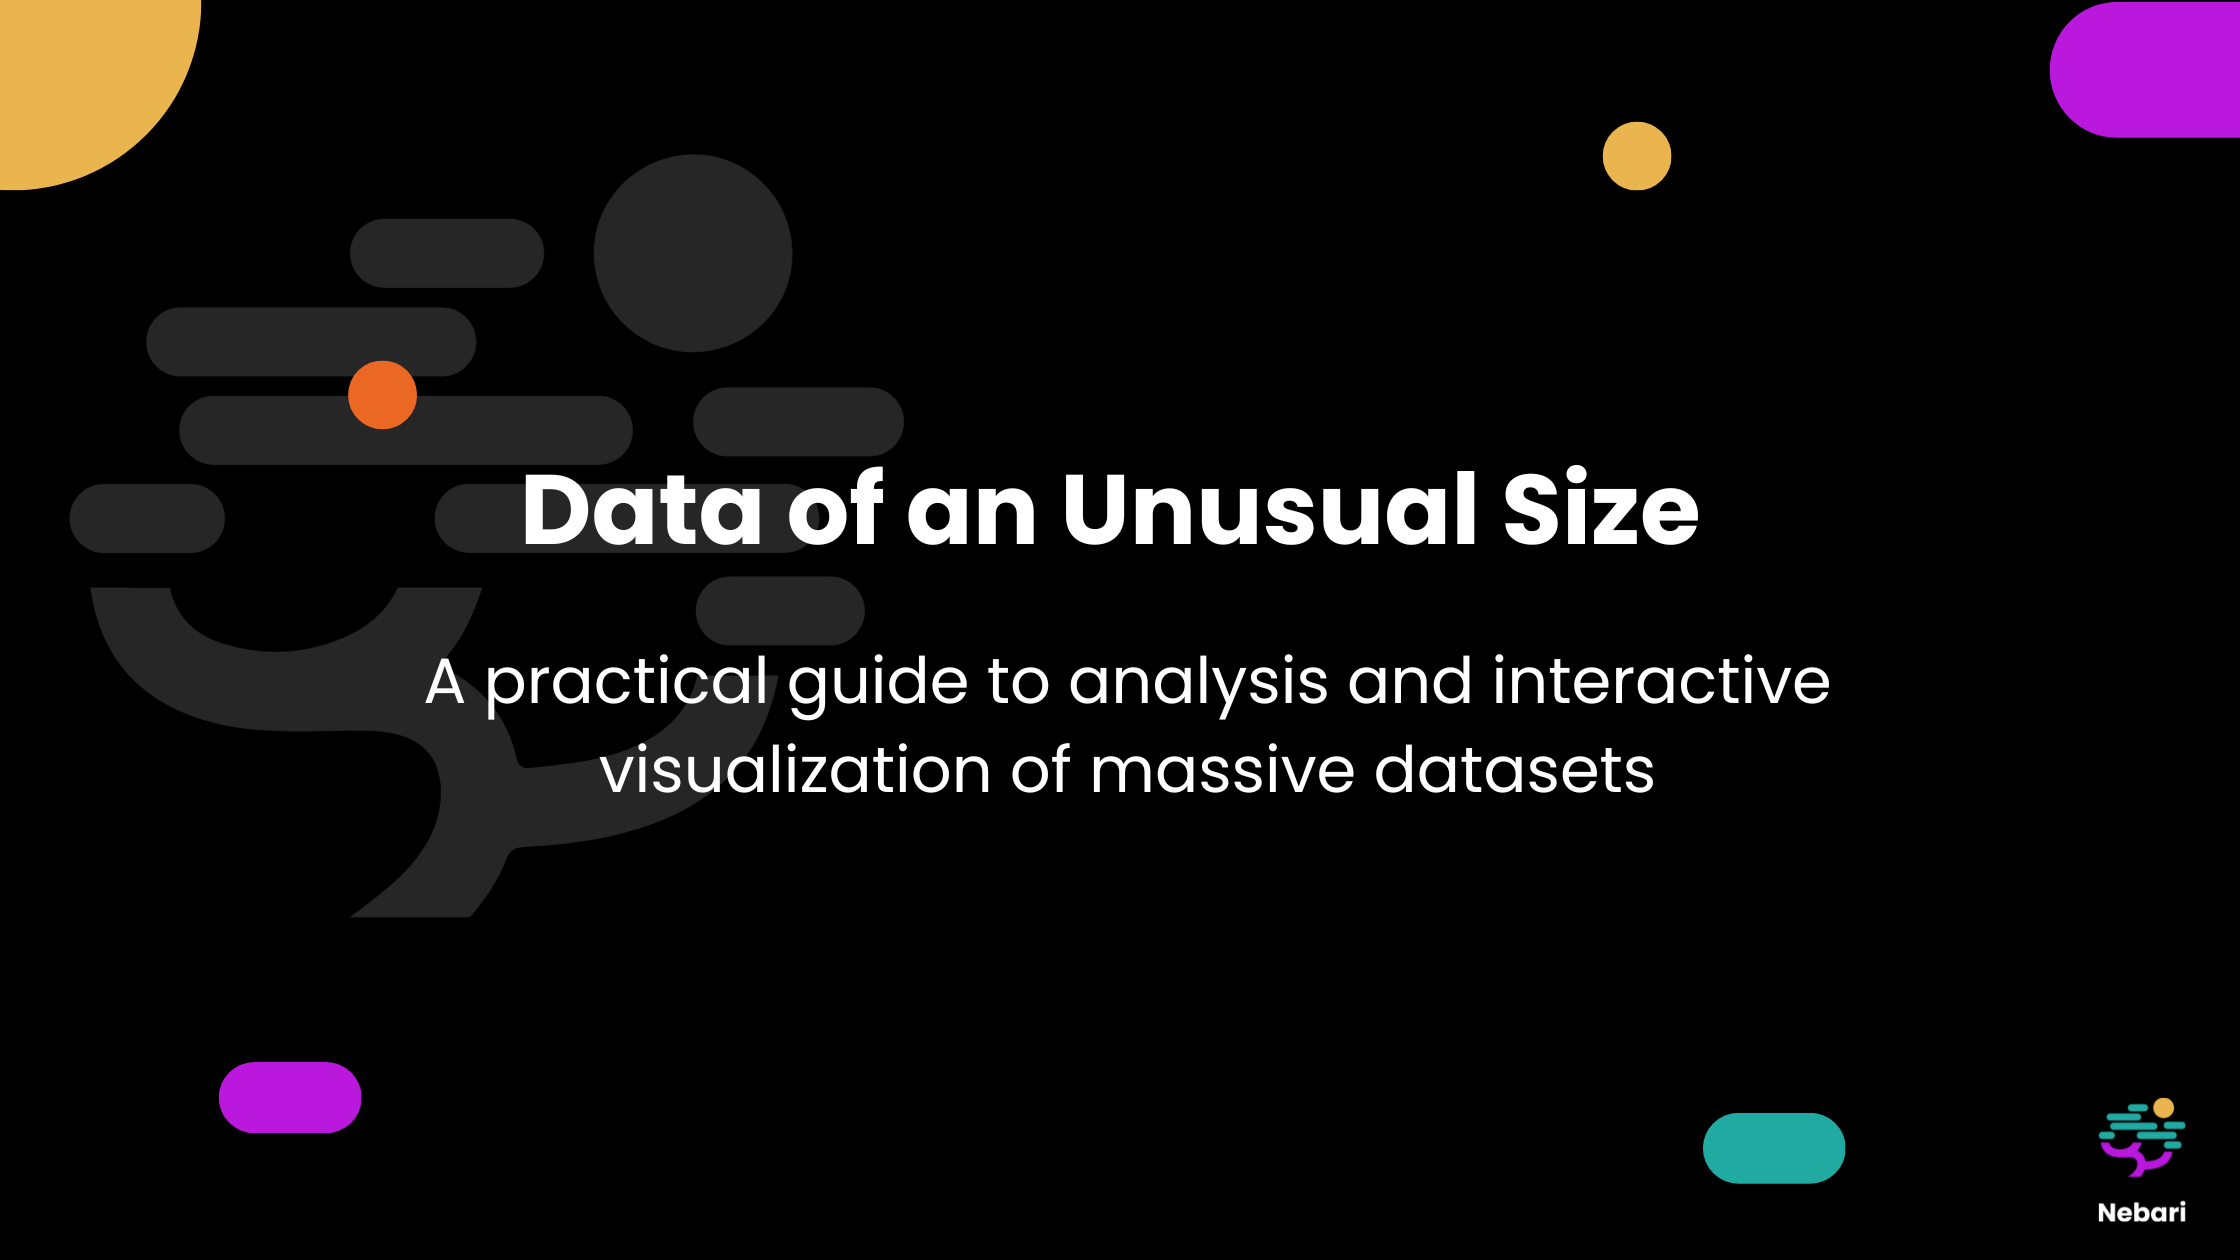 Data of an Unusual Size
A practical guide to analysis and interactive
visualization of massive datasets
Nebari